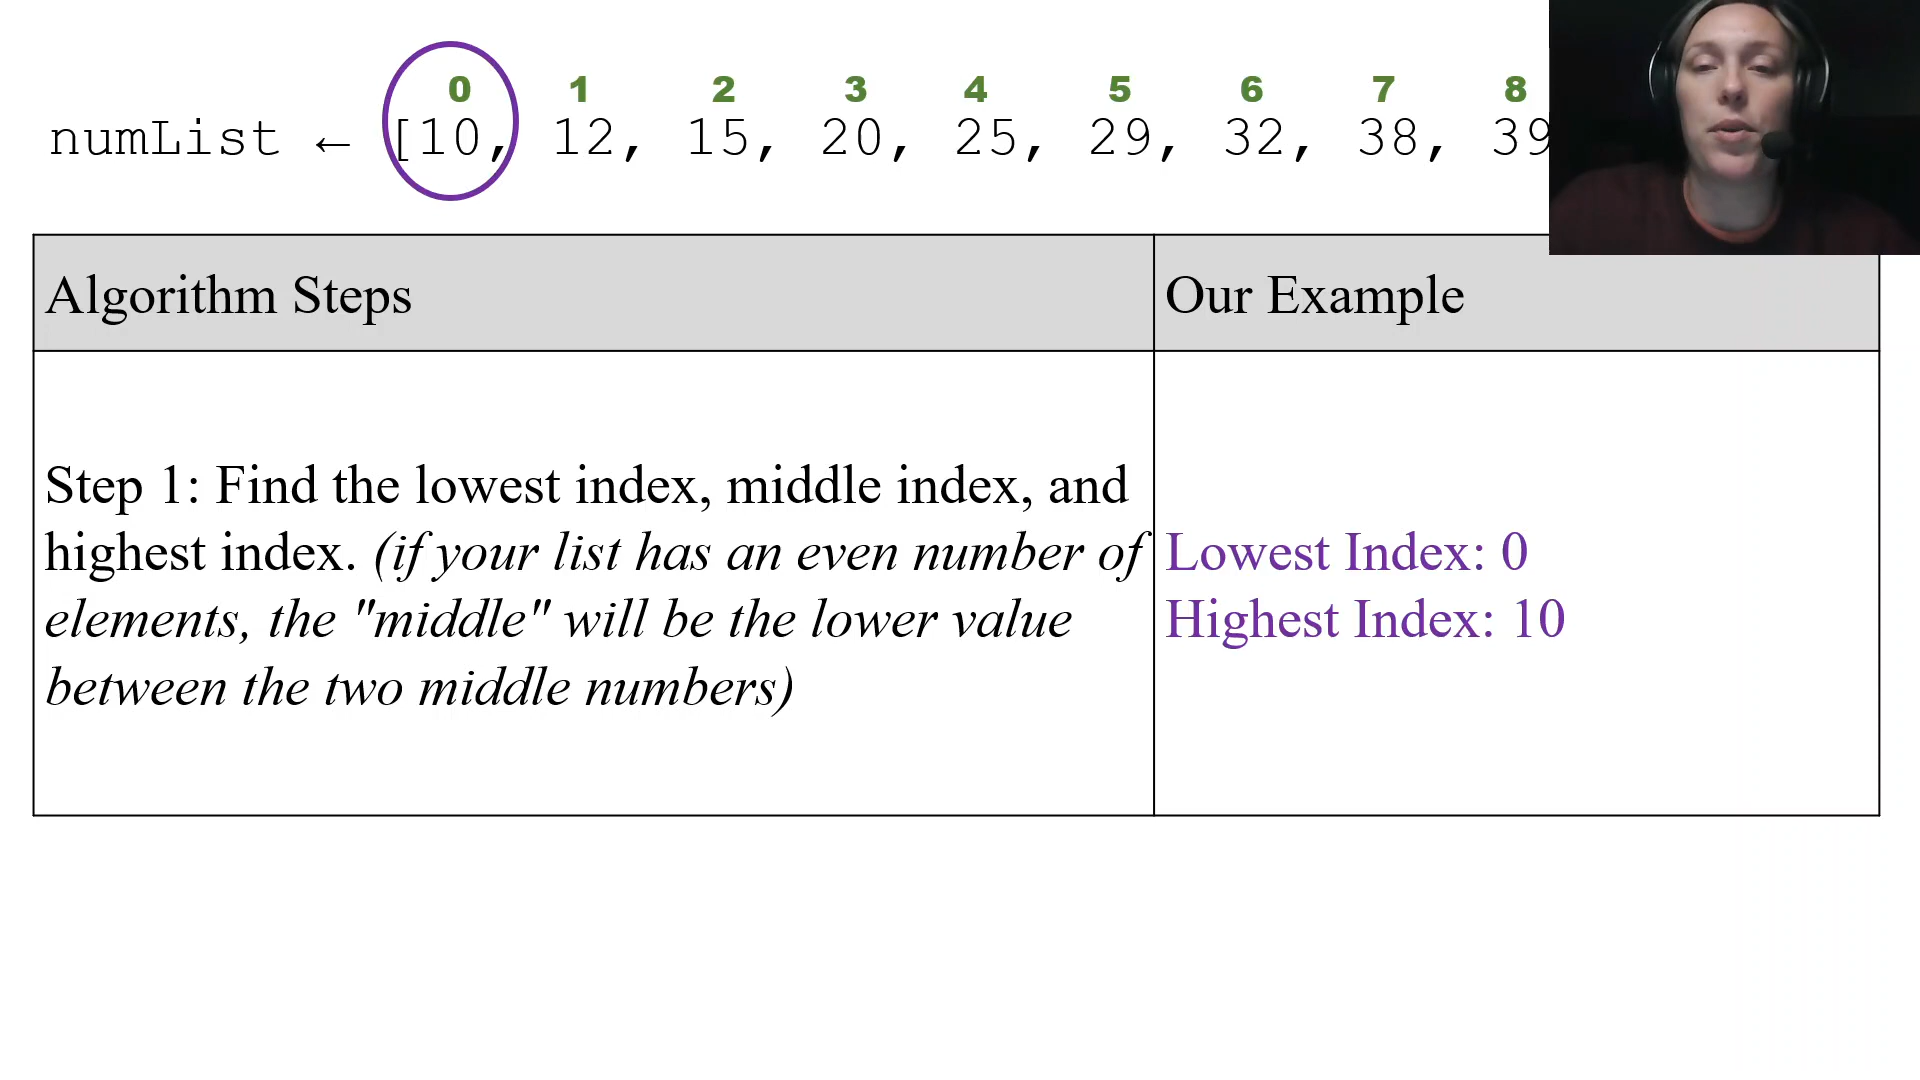 0 1 2 3 4 5 6 7 8
numList ← [10, 12, 15, 20, 25, 29, 32, 38, 39
Algorithm Steps
Our Example
Step 1: Find the lowest index, middle index, and
highest index. (if your list has an even number of
elements, the "middle" will be the lower value
between the two middle numbers)
Lowest Index: 0
Highest Index: 10